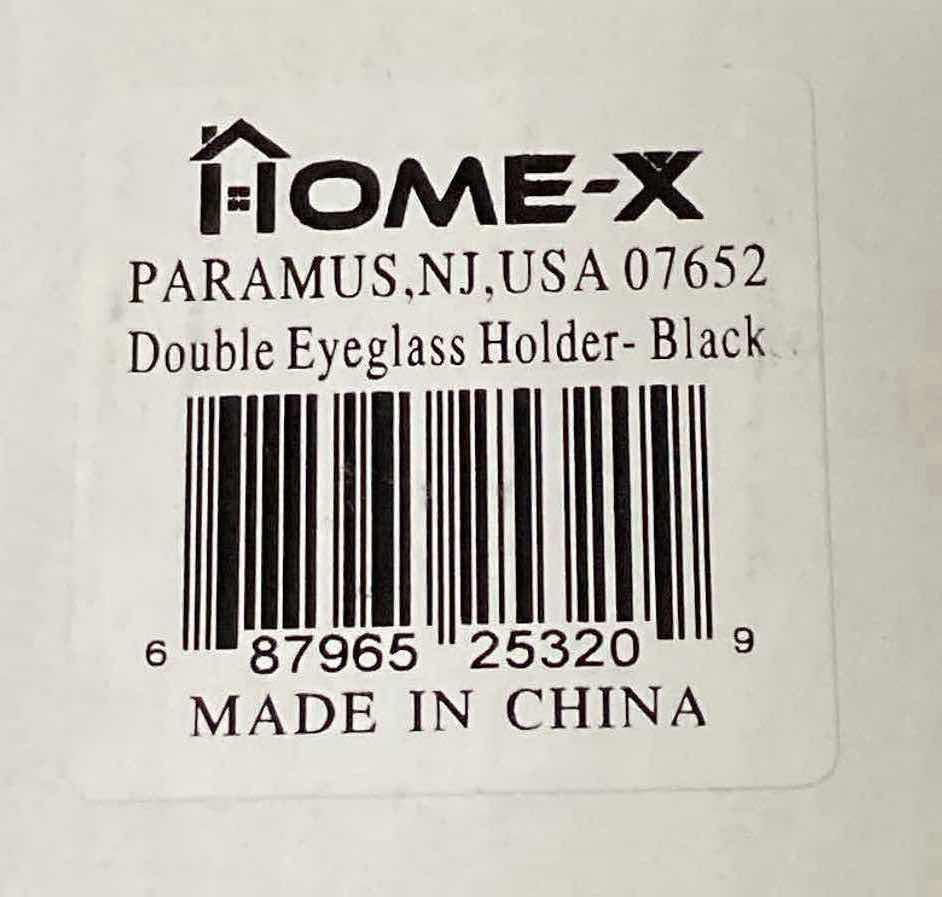 HOME-X
PARAMUS,NJ,USA 07652
Double Eyeglass Holder- Black
6 87965 25320 9
MADE IN CHINA